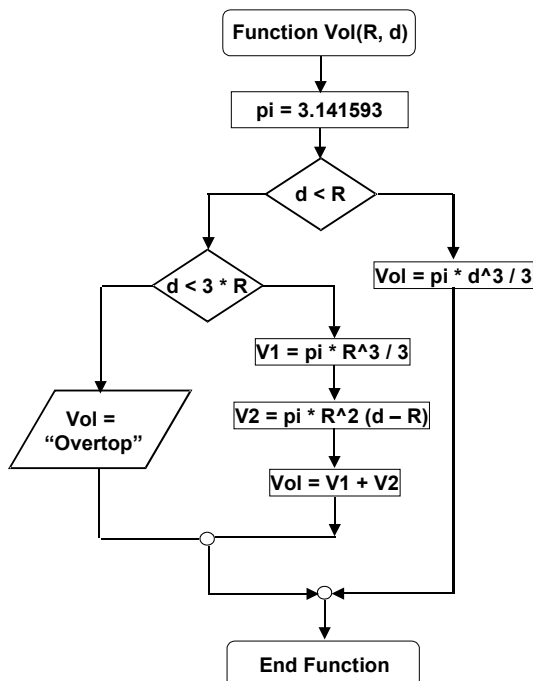 Function Vol(R, d)
pi = 3.141593
d < R
d < 3 * R
Vol = pi * d^3 / 3
V1 = pi * R^3 / 3
Vol =
“Overtop”
V2 = pi * R^2 (d – R)
Vol = V1 + V2
End Function